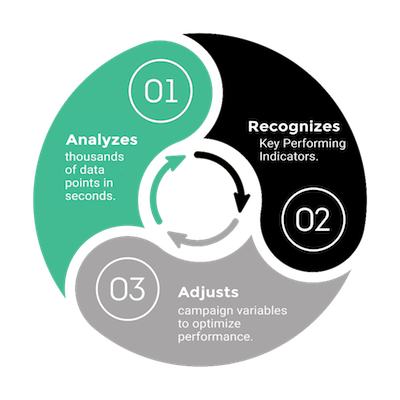 01
Analyzes
thousands
of data
points in
seconds.
Recognizes
Key Performing
Indicators.
02
03
Adjusts
campaign variables
to optimize
performance.